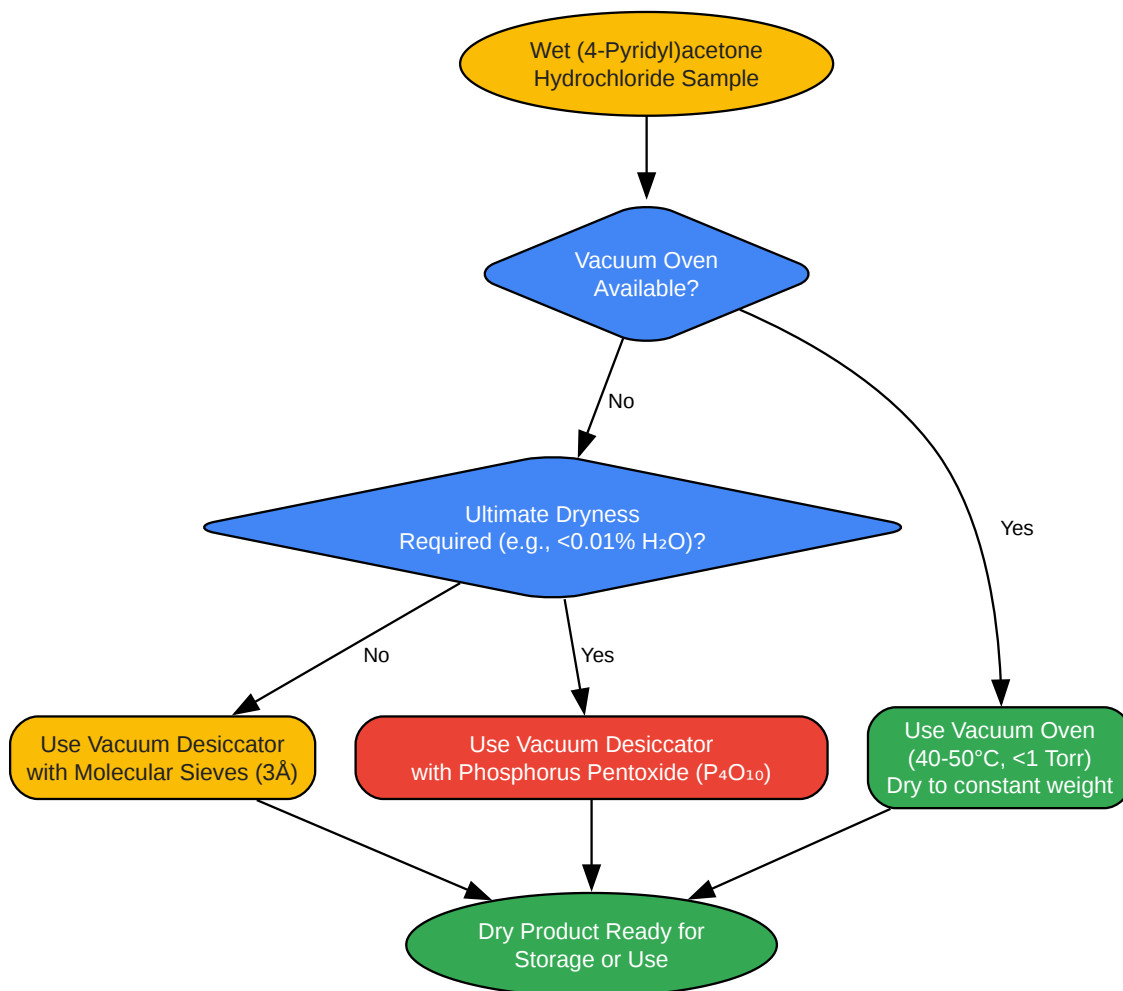 Wet (4-Pyridyl)acetone
Hydrochloride Sample
Vacuum Oven
Available?
No
Yes
Ultimate Dryness
Required (e.g., <0.01% H₂O)?
No
Yes
Use Vacuum Desiccator
with Molecular Sieves (3Å)
Use Vacuum Desiccator
with Phosphorus Pentoxide (P₄O₁₀)
Use Vacuum Oven
(40-50°C, <1 Torr)
Dry to constant weight
Dry Product Ready for
Storage or Use